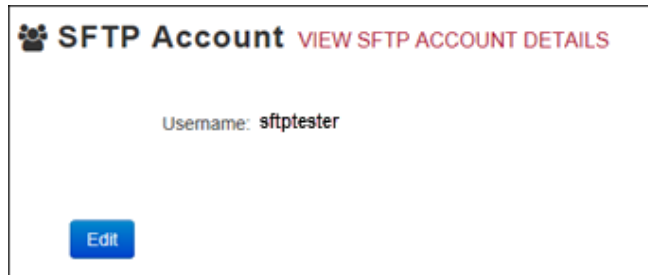 SFTP Account VIEW SFTP ACCOUNT DETAILS
Username: sftptester
Edit